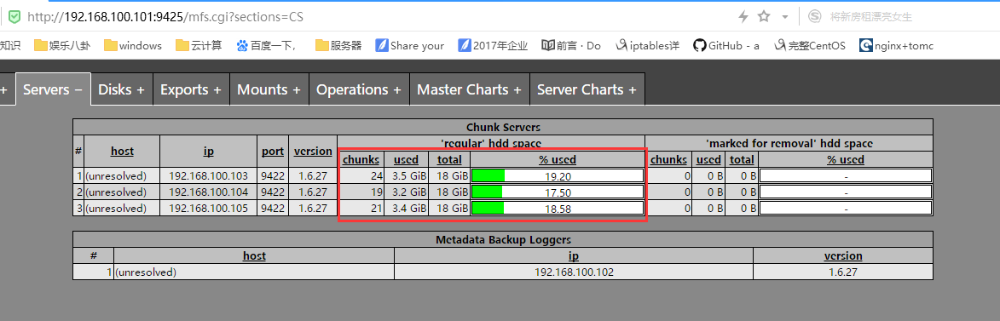 http://192.168.100.101:9425/mfs.cgi?sections=CS 将新房租漂亮女生
知识 娱乐八卦 windows 云计算 百度一下， 服务器 Share your 2017年企业 前言 · Do iptables详 GitHub - a 完整CentOS nginx+tomc
+ Servers − Disks + Exports + Mounts + Operations + Master Charts + Server Charts +
Chunk Servers
# host ip port version 'regular' hdd space 'marked for removal' hdd space
chunks used total % used chunks used total % used
1 (unresolved) 192.168.100.103 9422 1.6.27 24 3.5 GiB 18 GiB 19.20 0 0 B 0 B -
2 (unresolved) 192.168.100.104 9422 1.6.27 19 3.2 GiB 18 GiB 17.50 0 0 B 0 B -
3 (unresolved) 192.168.100.105 9422 1.6.27 21 3.4 GiB 18 GiB 18.58 0 0 B 0 B -
Metadata Backup Loggers
# host ip version
1 (unresolved) 192.168.100.102 1.6.27